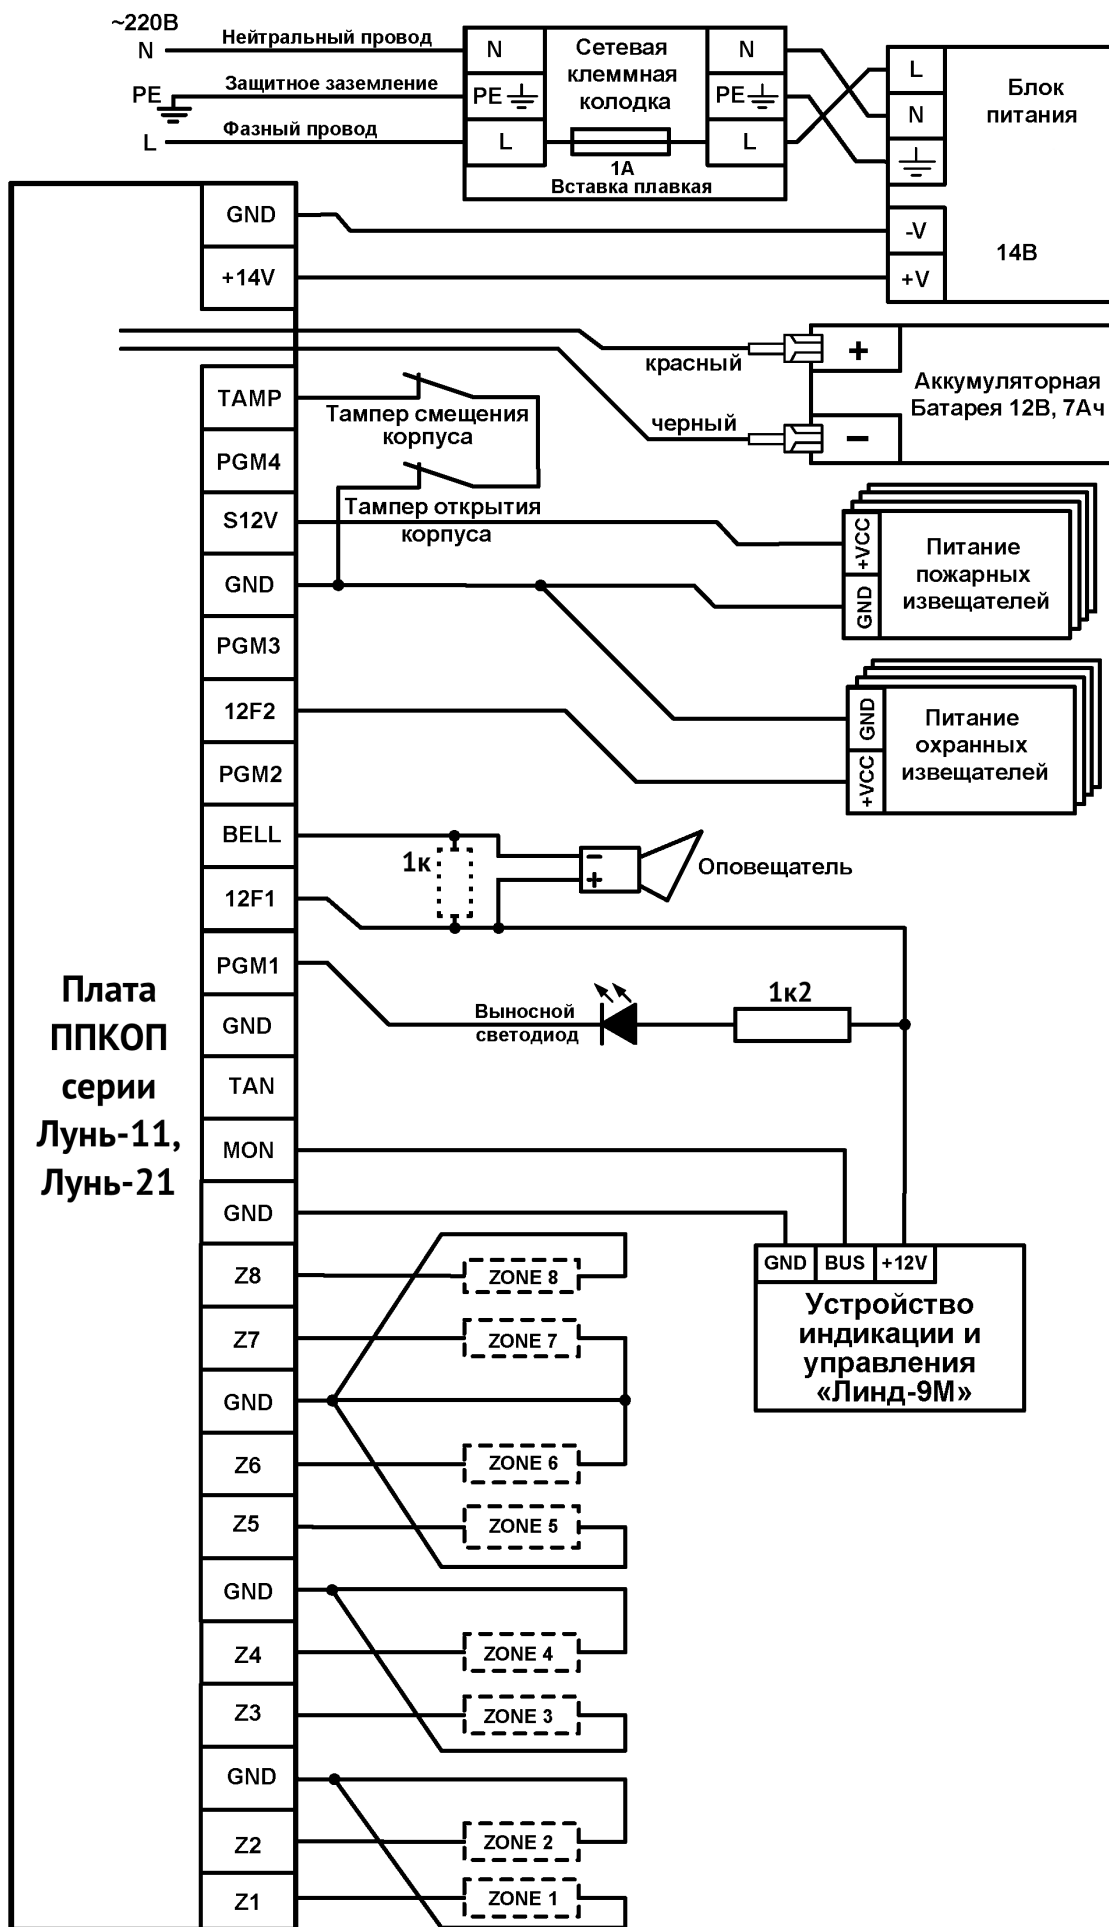 ~220В
N
Нейтральный провод
PE
Защитное заземление
L
Фазный провод
N
PE
L
Сетевая
клеммная
колодка
1А
Вставка плавкая
N
PE
L
L
N
Блок
питания
-V
+V
14В
GND
+14V
TAMP
PGM4
S12V
GND
PGM3
12F2
PGM2
BELL
12F1
PGM1
GND
TAN
MON
GND
Z8
Z7
GND
Z6
Z5
GND
Z4
Z3
GND
Z2
Z1
Плата
ППКОП
серии
Лунь-11,
Лунь-21
красный
черный
+
−
Аккумуляторная
Батарея 12В, 7Ач
Тампер смещения
корпуса
Тампер открытия
корпуса
+VCC
GND
Питание
пожарных
извещателей
GND
+VCC
Питание
охранных
извещателей
1к
−
+
Оповещатель
Выносной
светодиод
1к2
GND
BUS
+12V
Устройство
индикации и
управления
«Линд-9М»
ZONE 8
ZONE 7
ZONE 6
ZONE 5
ZONE 4
ZONE 3
ZONE 2
ZONE 1